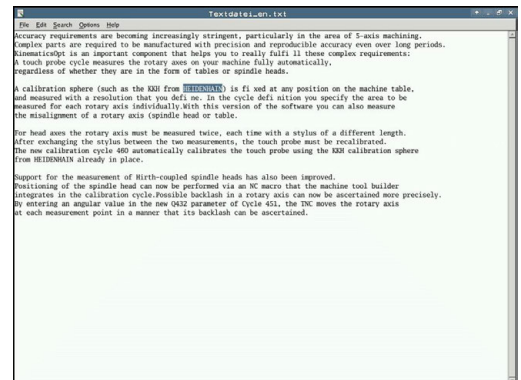 Textdatei_en.txt
File Edit Search Options Help
Accuracy requirements are becoming increasingly stringent, particularly in the area of 5-axis machining.
Complex parts are required to be manufactured with precision and reproducible accuracy even over long periods.
KinematicsOpt is an important component that helps you to really fulfi ll these complex requirements:
A touch probe cycle measures the rotary axes on your machine fully automatically,
regardless of whether they are in the form of tables or spindle heads.
A calibration sphere (such as the KKH from HEIDENHAIN) is fi xed at any position on the machine table,
and measured with a resolution that you defi ne. In the cycle defi nition you specify the area to be
measured for each rotary axis individually.With this version of the software you can also measure
the misalignment of a rotary axis (spindle head or table.
For head axes the rotary axis must be measured twice, each time with a stylus of a different length.
After exchanging the stylus between the two measurements, the touch probe must be recalibrated.
The new calibration cycle 460 automatically calibrates the touch probe using the KKH calibration sphere
from HEIDENHAIN already in place.
Support for the measurement of Hirth-coupled spindle heads has also been improved.
Positioning of the spindle head can now be performed via an NC macro that the machine tool builder
integrates in the calibration cycle.Possible backlash in a rotary axis can now be ascertained more precisely.
By entering an angular value in the new Q432 parameter of Cycle 451, the TNC moves the rotary axis
at each measurement point in a manner that its backlash can be ascertained.